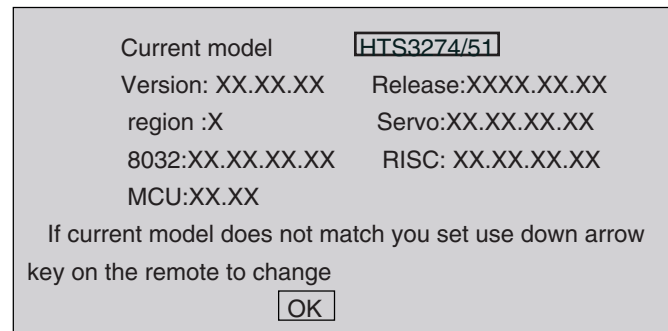 Current model HTS3274/51
Version: XX.XX.XX Release:XXXX.XX.XX
region :X Servo:XX.XX.XX.XX
8032:XX.XX.XX.XX RISC: XX.XX.XX.XX
MCU:XX.XX
If current model does not match you set use down arrow
key on the remote to change
OK